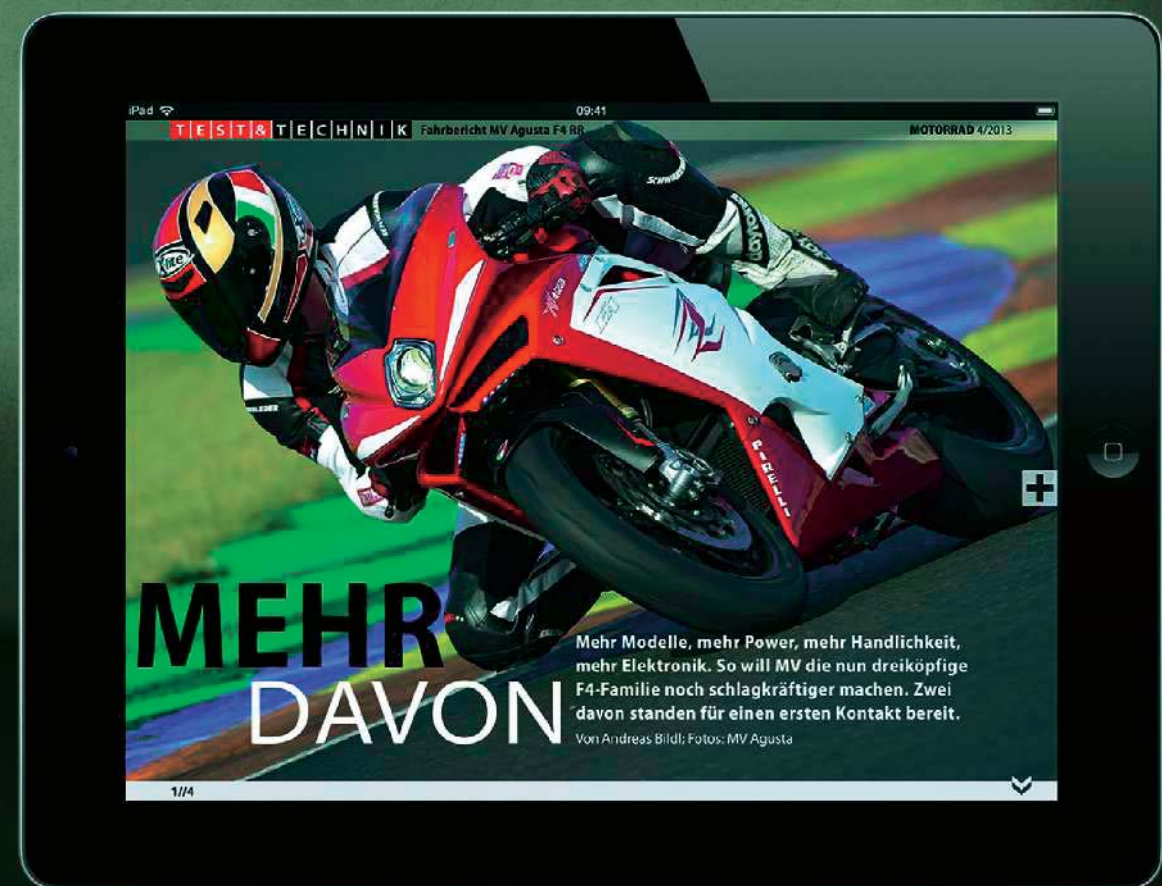 iPad
09:41
TEST&TECHNIK Fahrbericht MV Agusta F4 RR
MOTORRAD 4/2013
Xlite
daytona
PIRELLI
MEHR
DAVON
Mehr Modelle, mehr Power, mehr Handlichkeit,
mehr Elektronik. So will MV die nun dreiköpfige
F4-Familie noch schlagkräftiger machen. Zwei
davon standen für einen ersten Kontakt bereit.
Von Andreas Bildl; Fotos: MV Agusta
1//4